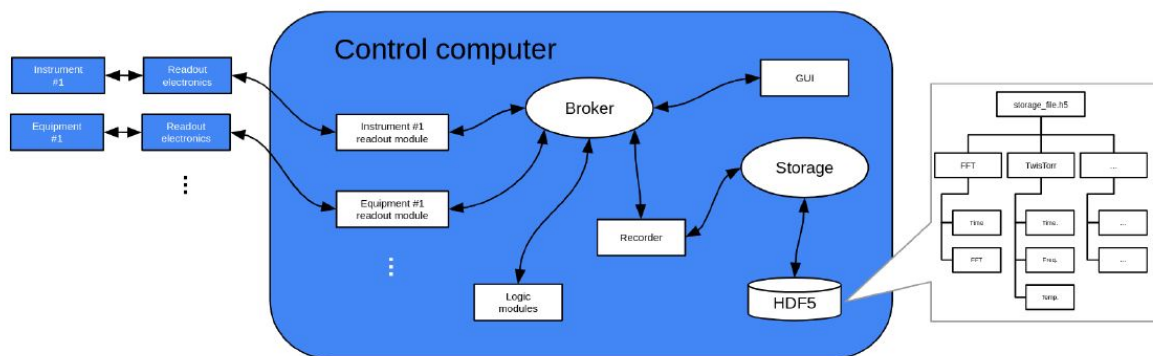 Control computer
Instrument
#1
Readout
electronics
Equipment
#1
Readout
electronics
...
Instrument #1
readout module
Equipment #1
readout module
...
Broker
GUI
Storage
Recorder
Logic
modules
HDF5
storage_file.h5
FFT
TwisTorr
...
Time
Time.
...
FFT
Freq.
...
Temp.